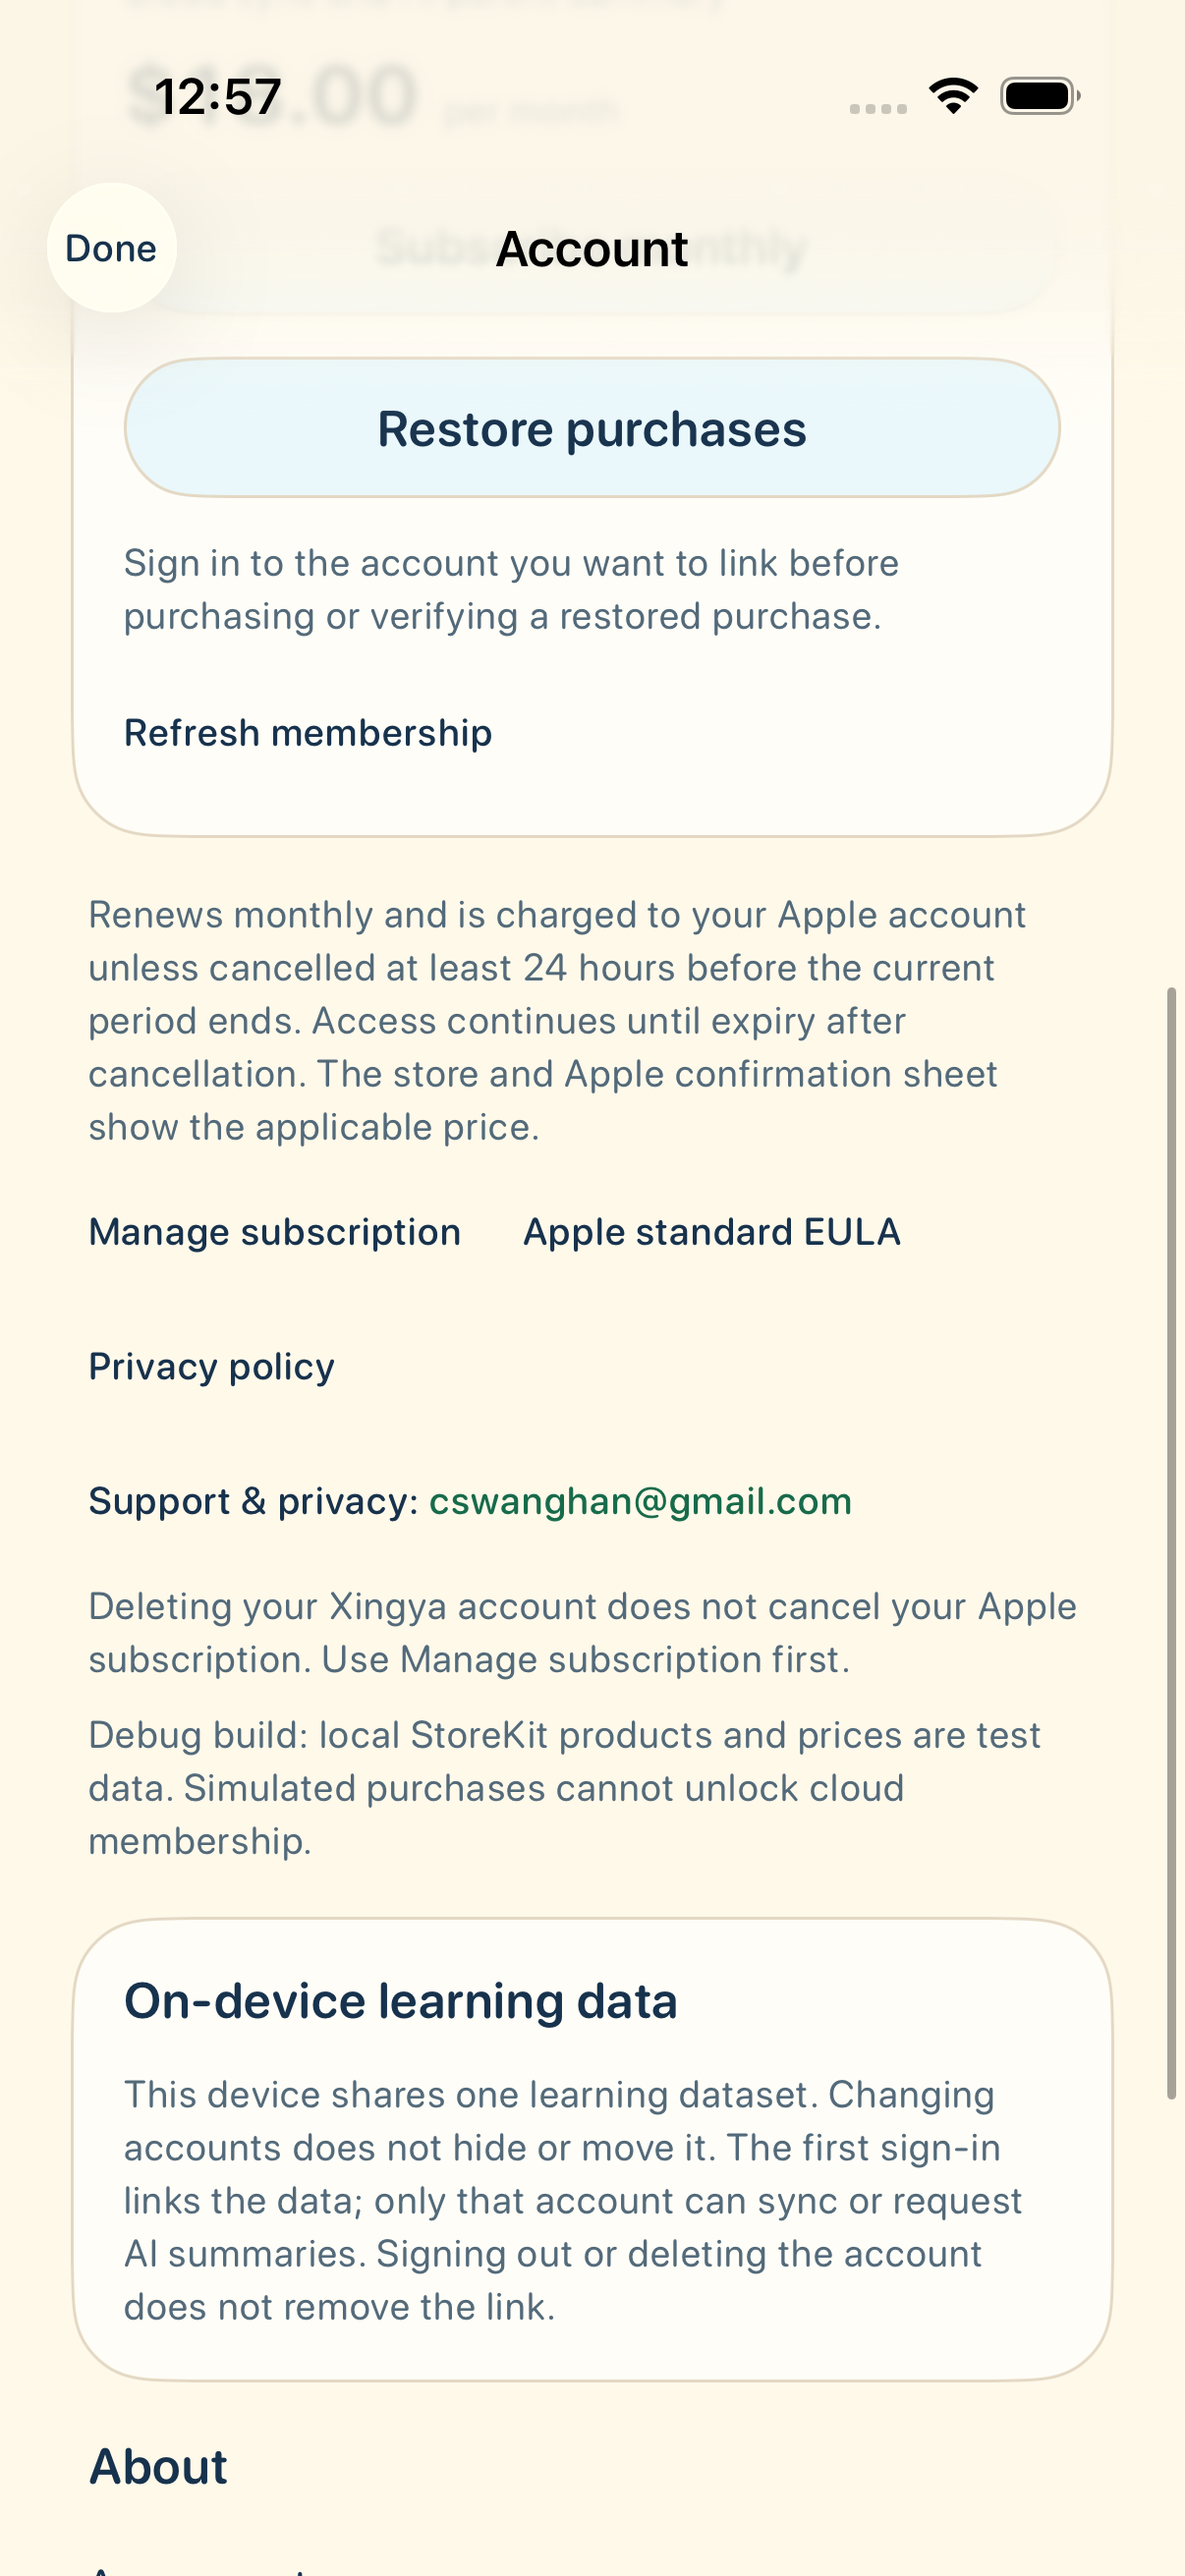 12:57
per month
Done
Account
Restore purchases
Sign in to the account you want to link before
purchasing or verifying a restored purchase.
Refresh membership
Renews monthly and is charged to your Apple account
unless cancelled at least 24 hours before the current
period ends. Access continues until expiry after
cancellation. The store and Apple confirmation sheet
show the applicable price.
Manage subscription Apple standard EULA
Privacy policy
Support & privacy: cswanghan@gmail.com
Deleting your Xingya account does not cancel your Apple
subscription. Use Manage subscription first.
Debug build: local StoreKit products and prices are test
data. Simulated purchases cannot unlock cloud
membership.
On-device learning data
This device shares one learning dataset. Changing
accounts does not hide or move it. The first sign-in
links the data; only that account can sync or request
AI summaries. Signing out or deleting the account
does not remove the link.
About